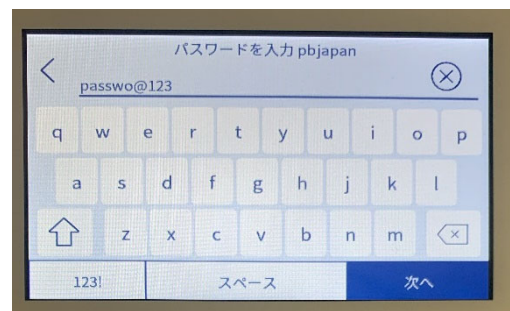 パスワードを入力 pbjapan
passwo@123
q w e r t y u i o p
a s d f g h j k l
z x c v b n m
123! スペース 次へ